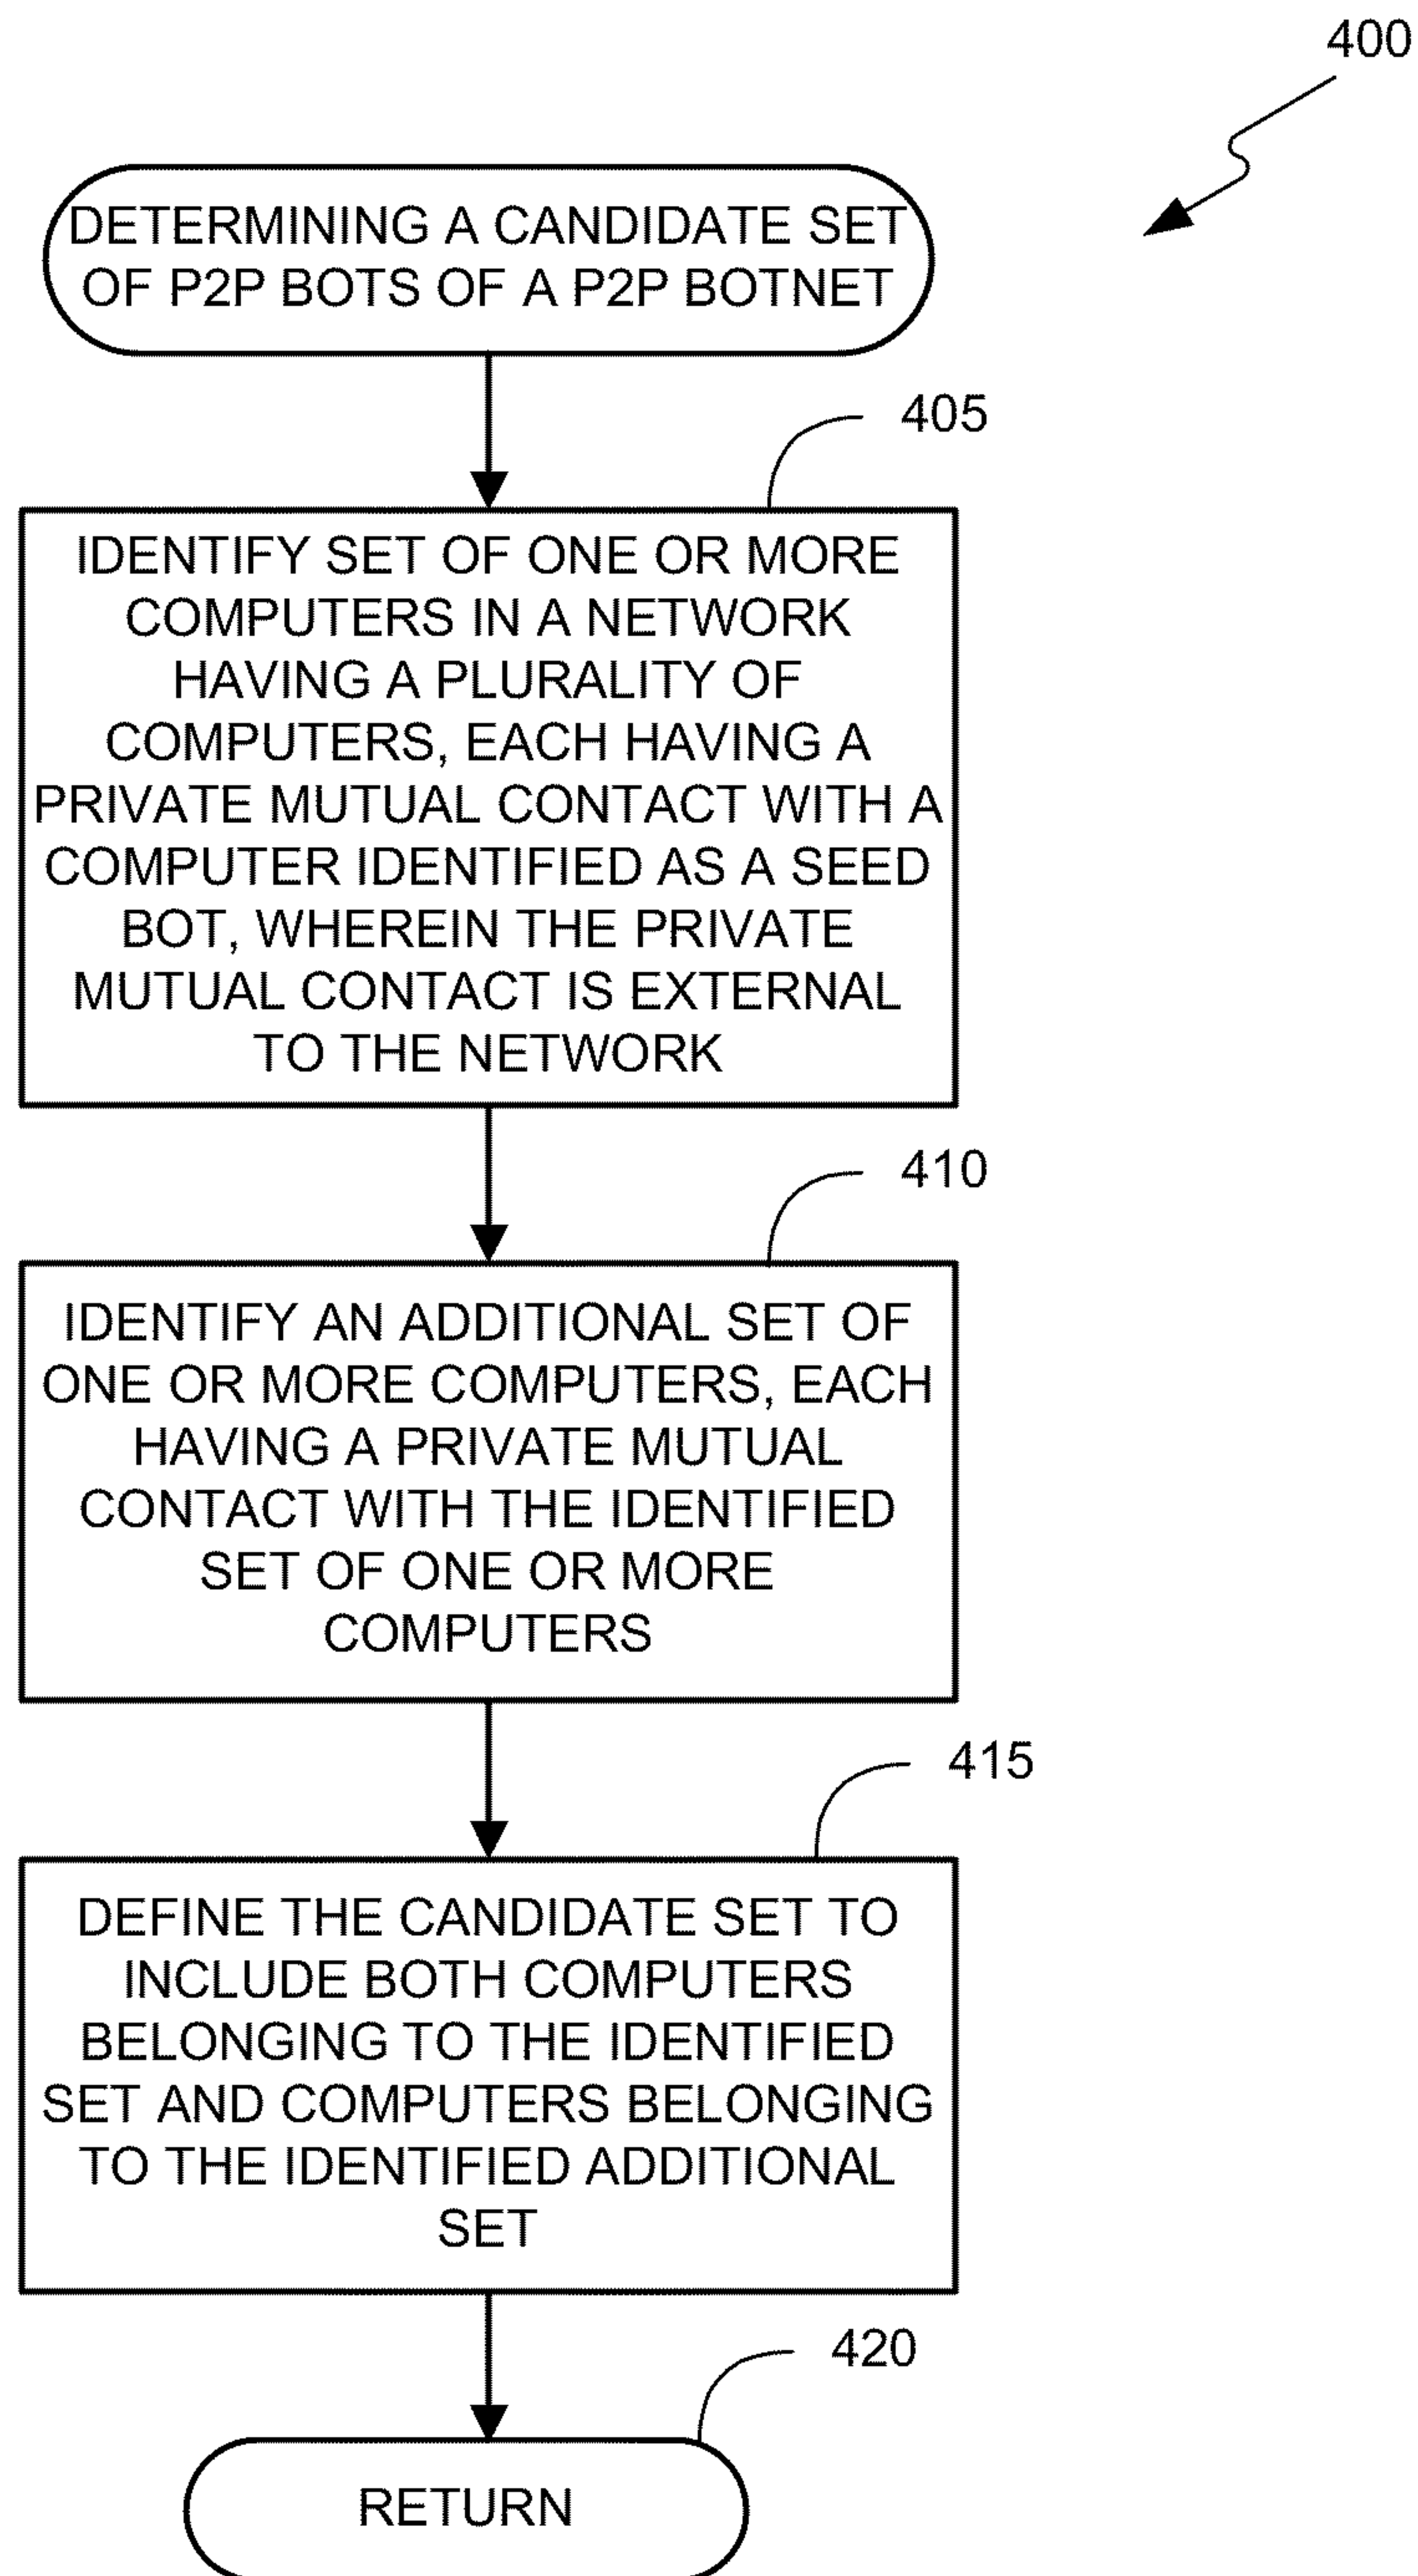 400
DETERMINING A CANDIDATE SET
OF P2P BOTS OF A P2P BOTNET
405
IDENTIFY SET OF ONE OR MORE
COMPUTERS IN A NETWORK
HAVING A PLURALITY OF
COMPUTERS, EACH HAVING A
PRIVATE MUTUAL CONTACT WITH A
COMPUTER IDENTIFIED AS A SEED
BOT, WHEREIN THE PRIVATE
MUTUAL CONTACT IS EXTERNAL
TO THE NETWORK
410
IDENTIFY AN ADDITIONAL SET OF
ONE OR MORE COMPUTERS, EACH
HAVING A PRIVATE MUTUAL
CONTACT WITH THE IDENTIFIED
SET OF ONE OR MORE
COMPUTERS
415
DEFINE THE CANDIDATE SET TO
INCLUDE BOTH COMPUTERS
BELONGING TO THE IDENTIFIED
SET AND COMPUTERS BELONGING
TO THE IDENTIFIED ADDITIONAL
SET
420
RETURN